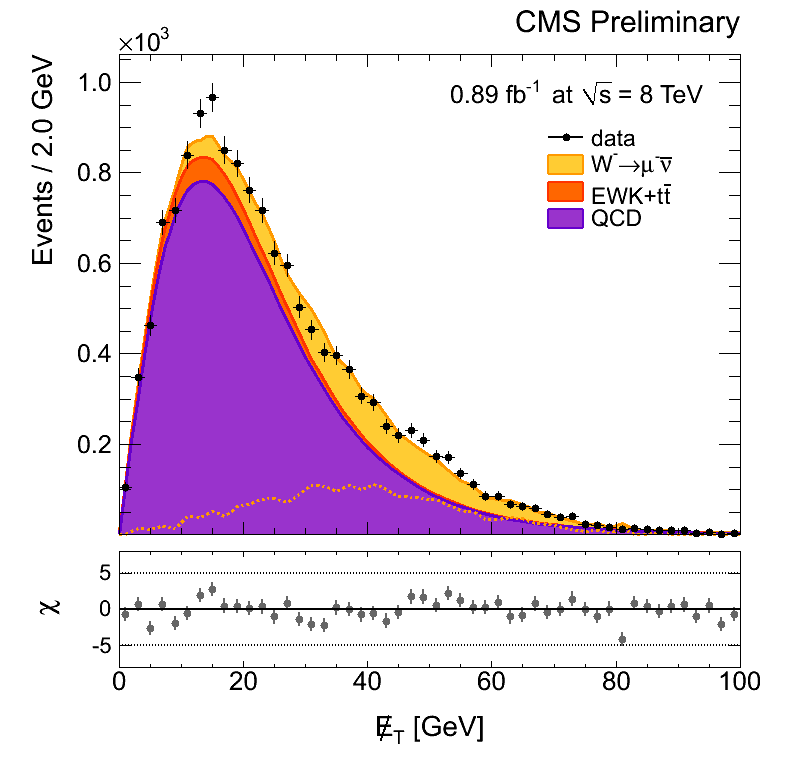 CMS Preliminary
×10³
0.89 fb⁻¹ at √s = 8 TeV
data
W⁻→μ⁻ν̅
EWK+tt̄
QCD
Events / 2.0 GeV
1.0
0.8
0.6
0.4
0.2
χ
5
0
-5
0 20 40 60 80 100
E̸_T [GeV]